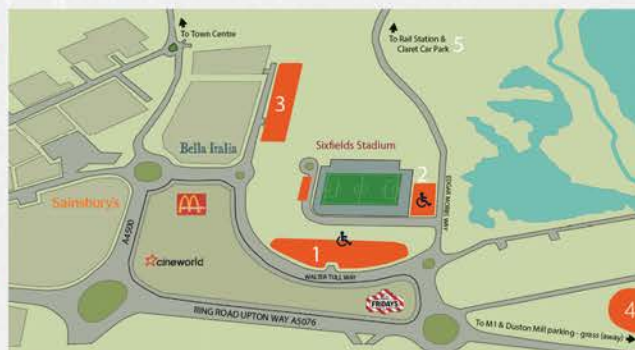 To Town Centre
To Rail Station &
Claret Car Park 5
3
Bella Italia
Sixfields Stadium
2
EDGAR MOBBS WAY
Sainsbury's
A4500
cineworld
1
WALTER TULL WAY
FRIDAYS
RING ROAD UPTON WAY A5076
4
To M1 & Duston Mill parking - grass (away)